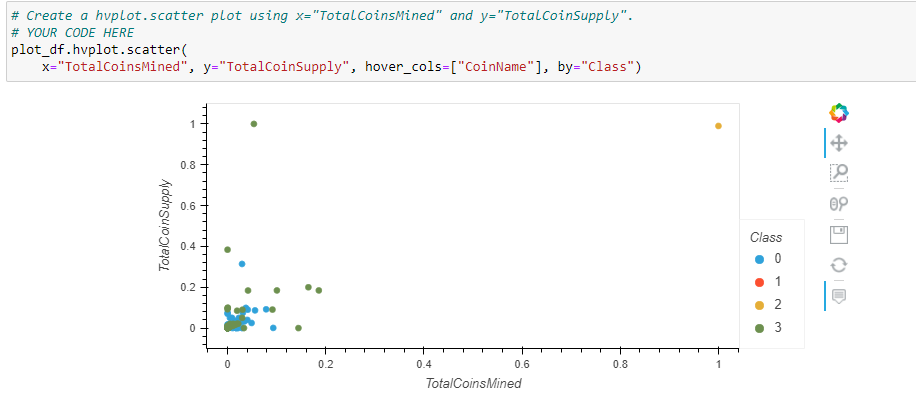 # Create a hvplot.scatter plot using x="TotalCoinsMined" and y="TotalCoinSupply".
# YOUR CODE HERE
plot_df.hvplot.scatter(
    x="TotalCoinsMined", y="TotalCoinSupply", hover_cols=["CoinName"], by="Class")
TotalCoinSupply
1
0.8
0.6
0.4
0.2
0
0 0.2 0.4 0.6 0.8 1
TotalCoinsMined
Class
0
1
2
3